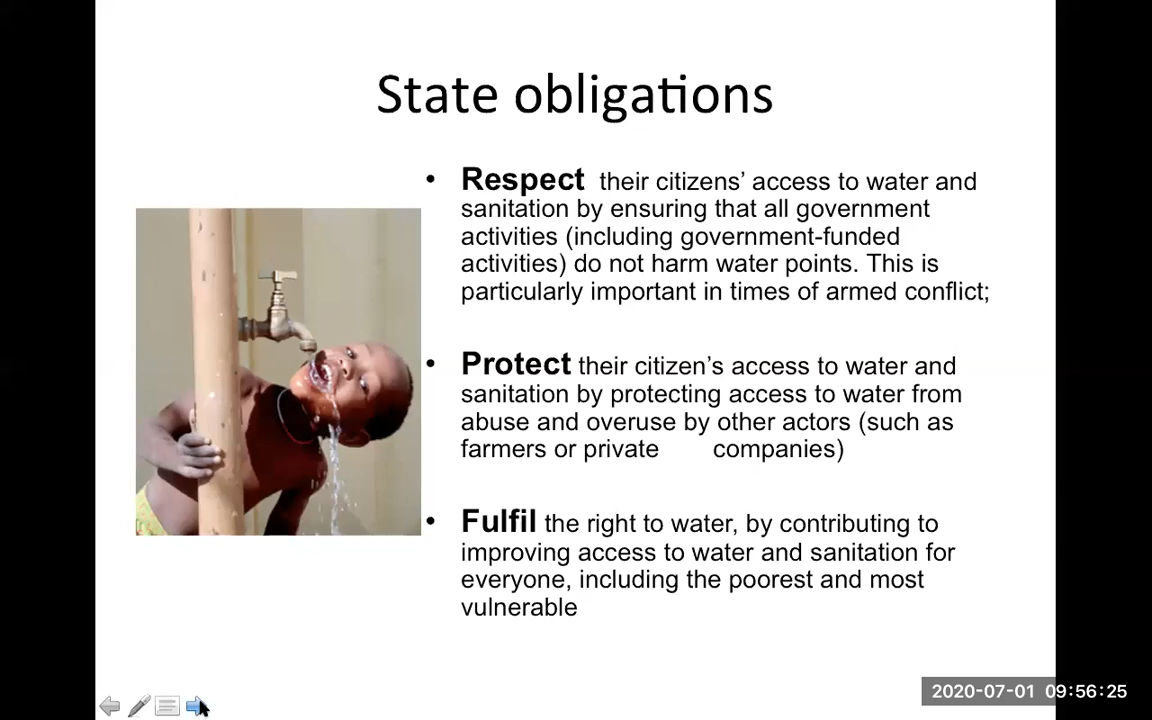 State obligations
• Respect their citizens’ access to water and
sanitation by ensuring that all government
activities (including government-funded
activities) do not harm water points. This is
particularly important in times of armed conflict;
• Protect their citizen’s access to water and
sanitation by protecting access to water from
abuse and overuse by other actors (such as
farmers or private companies)
• Fulfil the right to water, by contributing to
improving access to water and sanitation for
everyone, including the poorest and most
vulnerable
2020-07-01 09:56:25